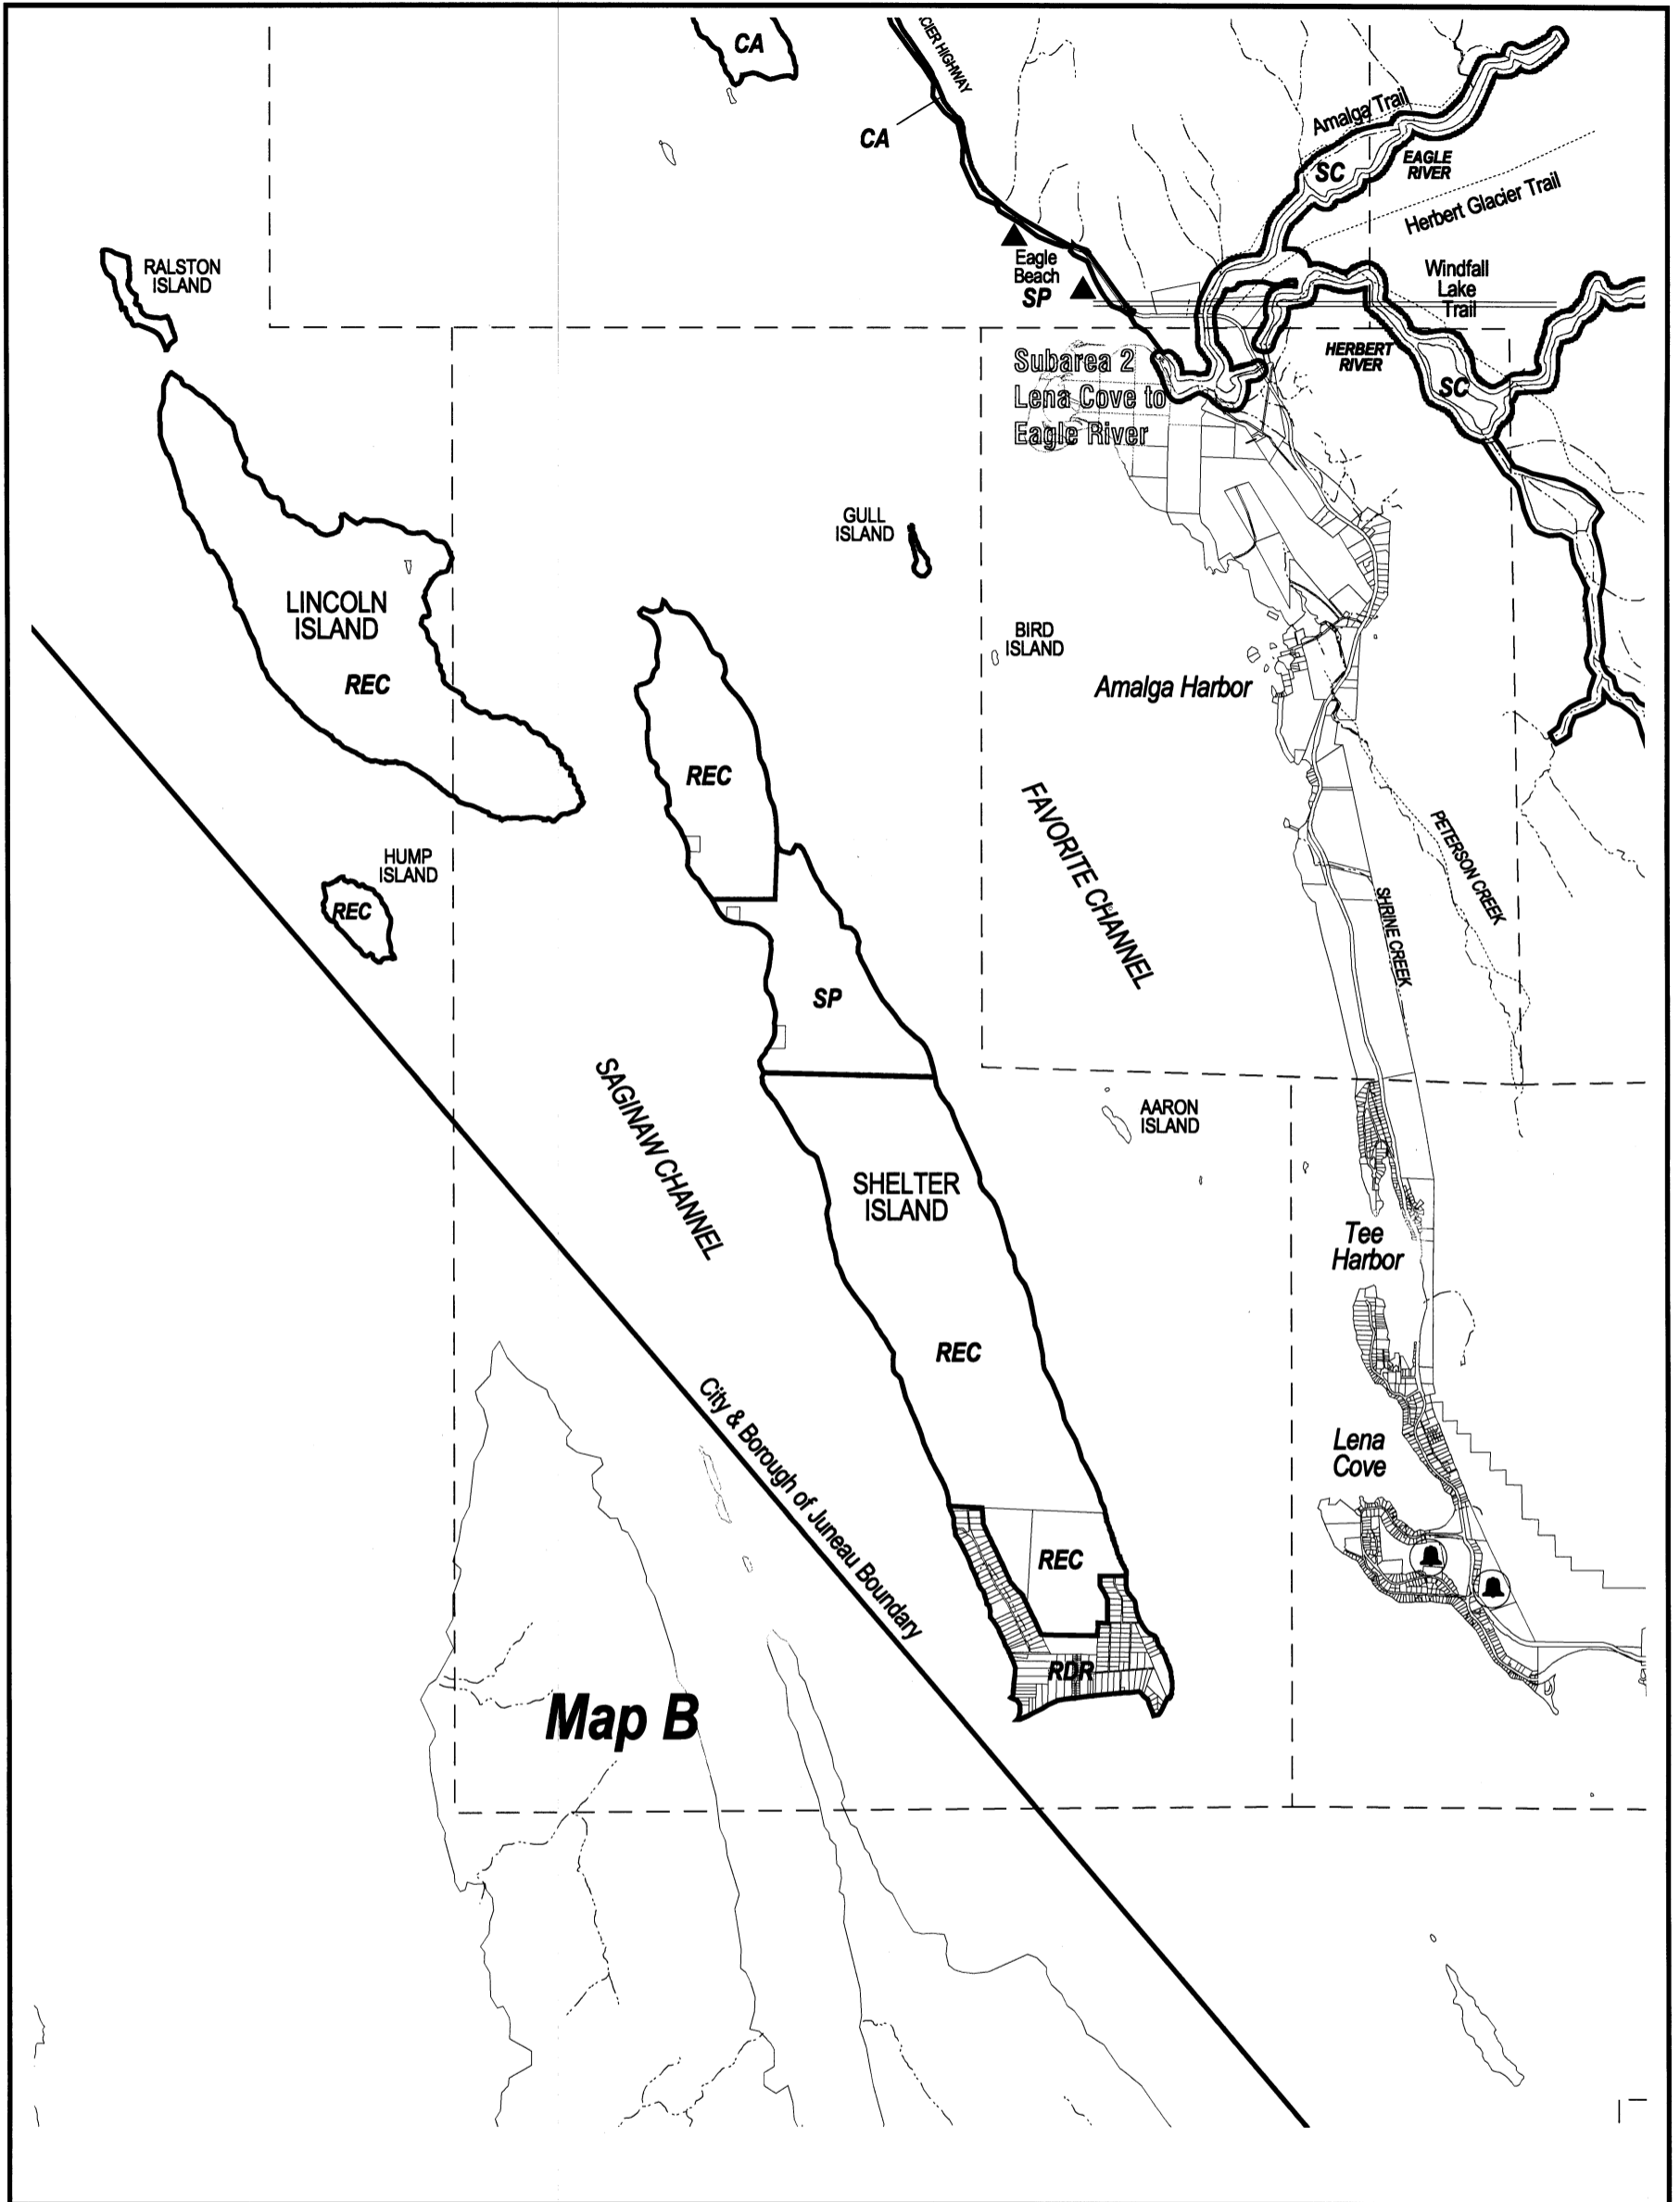 CA
CIER HIGHWAY
CA
Amalga Trail
SC
EAGLE
RIVER
Herbert Glacier Trail
RALSTON
ISLAND
Eagle
Beach
SP
Windfall
Lake
Trail
HERBERT
RIVER
SC
Subarea 2
Lena Cove to
Eagle River
GULL
ISLAND
LINCOLN
ISLAND
REC
BIRD
ISLAND
Amalga Harbor
REC
FAVORITE CHANNEL
PETERSON CREEK
HUMP
ISLAND
REC
SHRINE CREEK
SP
SAGINAW CHANNEL
AARON
ISLAND
SHELTER
ISLAND
Tee
Harbor
REC
City & Borough of Juneau Boundary
Lena
Cove
REC
RDR
Map B